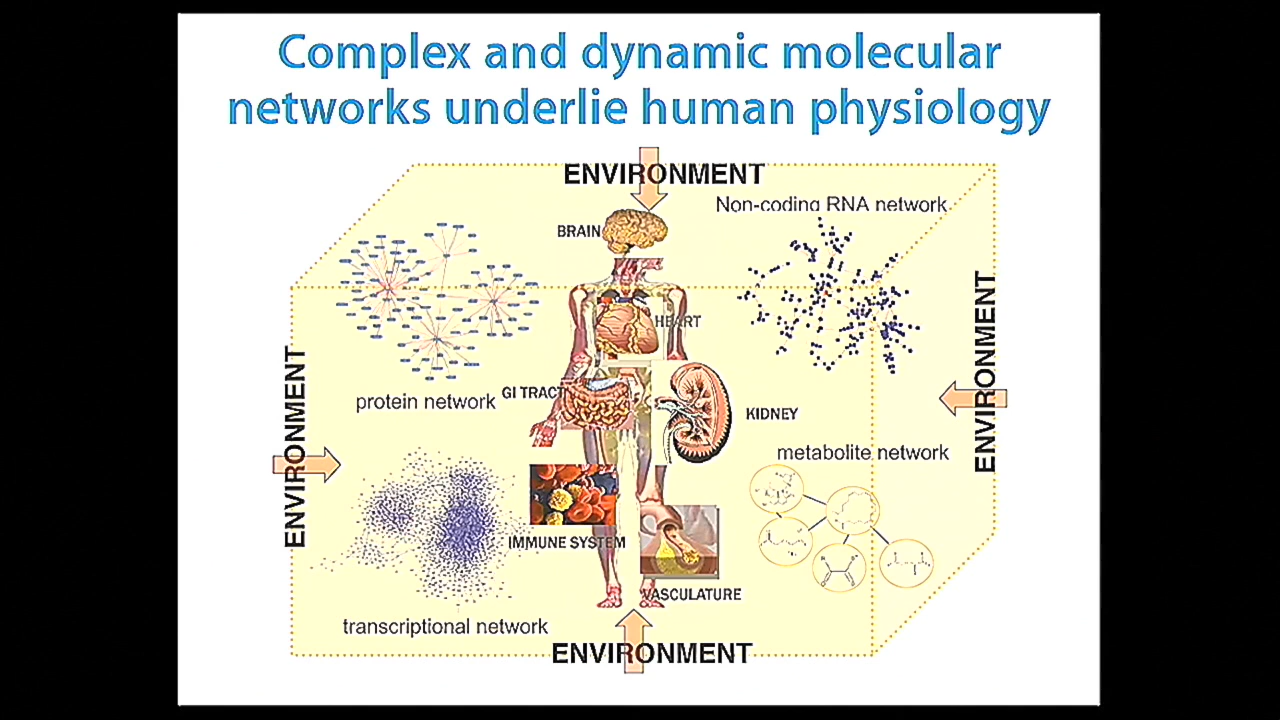 Complex and dynamic molecular
networks underlie human physiology
ENVIRONMENT
Non-coding RNA network
BRAIN
HEART
ENVIRONMENT
ENVIRONMENT
protein network
GI TRACT
KIDNEY
metabolite network
IMMUNE SYSTEM
VASCULATURE
transcriptional network
ENVIRONMENT